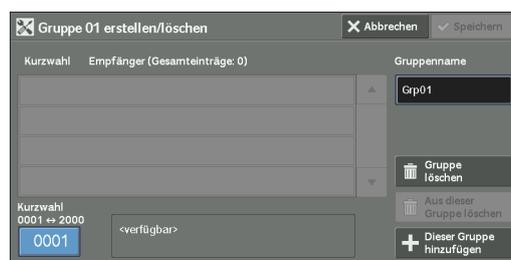 Gruppe 01 erstellen/löschen
Abbrechen
Speichern
Kurzwahl Empfänger (Gesamteinträge: 0)
Gruppenname
Grp01
Gruppe
löschen
Aus dieser
Gruppe löschen
Kurzwahl
0001 ↔ 2000
0001
<verfügbar>
Dieser Gruppe
hinzufügen